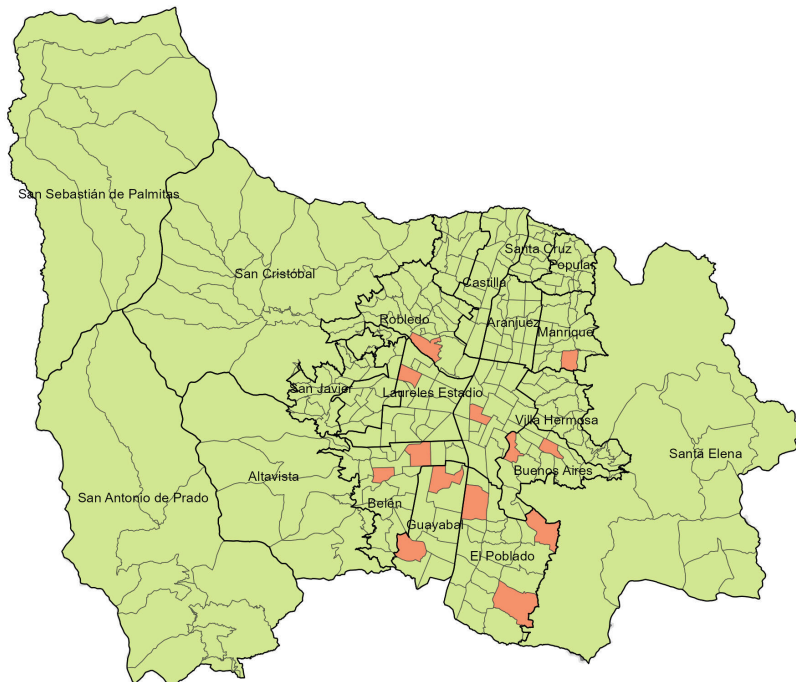 San Sebastián de Palmitas
San Cristóbal
Santa Cruz
Popular
Castilla
Robledo
Aranjuez
Manrique
San Javier
Laureles Estadio
Villa Hermosa
Santa Elena
Buenos Aires
Altavista
San Antonio de Prado
Belén
Guayabal
El Poblado